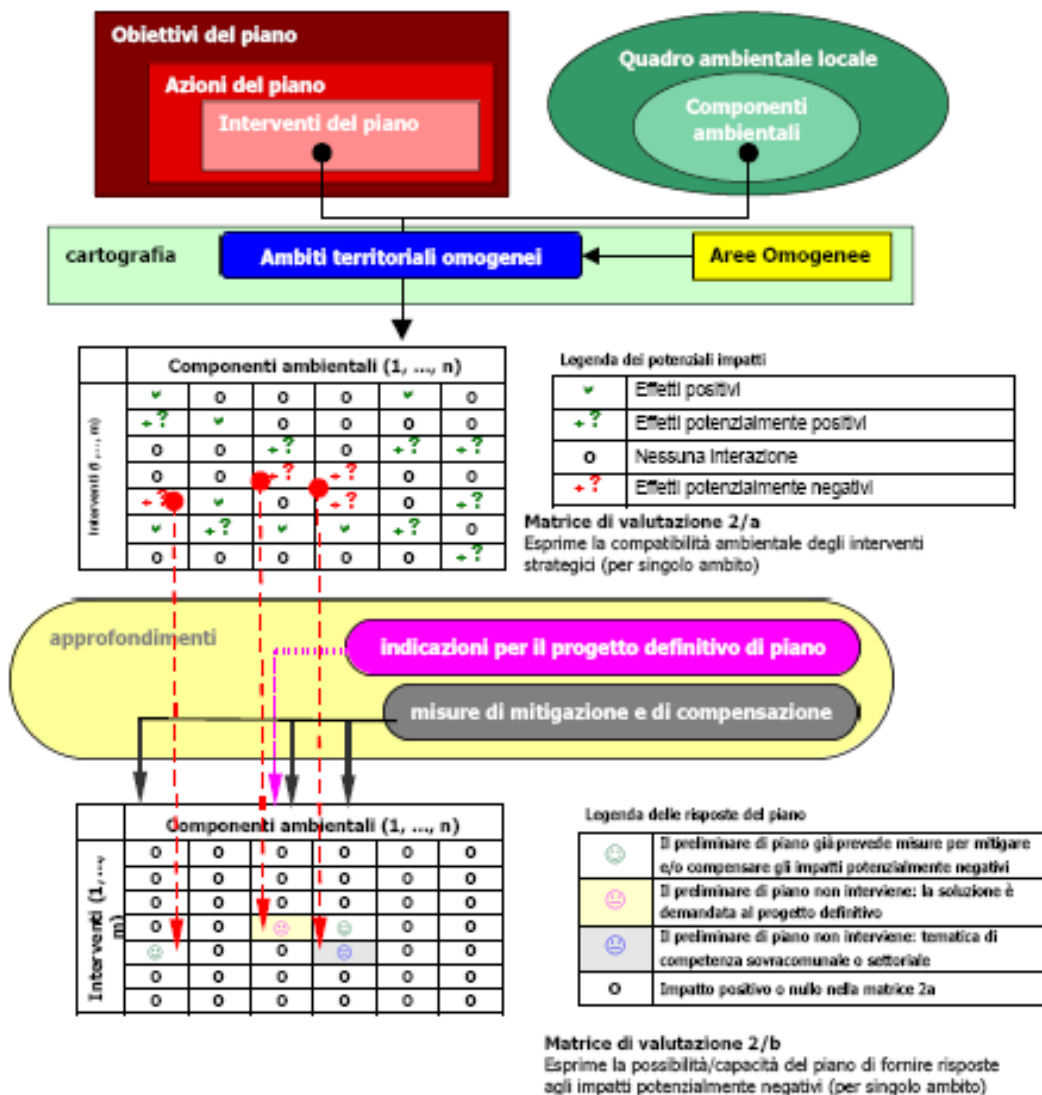 Obiettivi del piano
Azioni del piano
Interventi del piano
Quadro ambientale locale
Componenti
ambientali
cartografia
Ambiti territoriali omogenei
Aree Omogenee
Componenti ambientali (1, ..., n)
Interventi (1, ..., m)
v O O O v O
+? v O O O O
O O +? O +? +?
O O +? +? O O
+? v O +? O +?
v +? v v +? O
O O O O O +?
Legenda dei potenziali impatti
v Effetti positivi
+? Effetti potenzialmente positivi
O Nessuna interazione
+? Effetti potenzialmente negativi
Matrice di valutazione 2/a
Esprime la compatibilità ambientale degli interventi
strategici (per singolo ambito)
approfondimenti
indicazioni per il progetto definitivo di piano
misure di mitigazione e di compensazione
Componenti ambientali (1, ..., n)
Interventi (1, ...,
m)
O O O O O O
O O O O O O
O O O O O O
O O O O
O O O O
O O O O O O
O O O O O O
Legenda delle risposte del piano
Il preliminare di piano già prevede misure per mitigare
e/o compensare gli impatti potenzialmente negativi
Il preliminare di piano non interviene: la soluzione è
demandata al progetto definitivo
Il preliminare di piano non interviene: tematica di
competenza sovracomunale o settoriale
O Impatto positivo o nullo nella matrice 2a
Matrice di valutazione 2/b
Esprime la possibilità/capacità del piano di fornire risposte
agli impatti potenzialmente negativi (per singolo ambito)